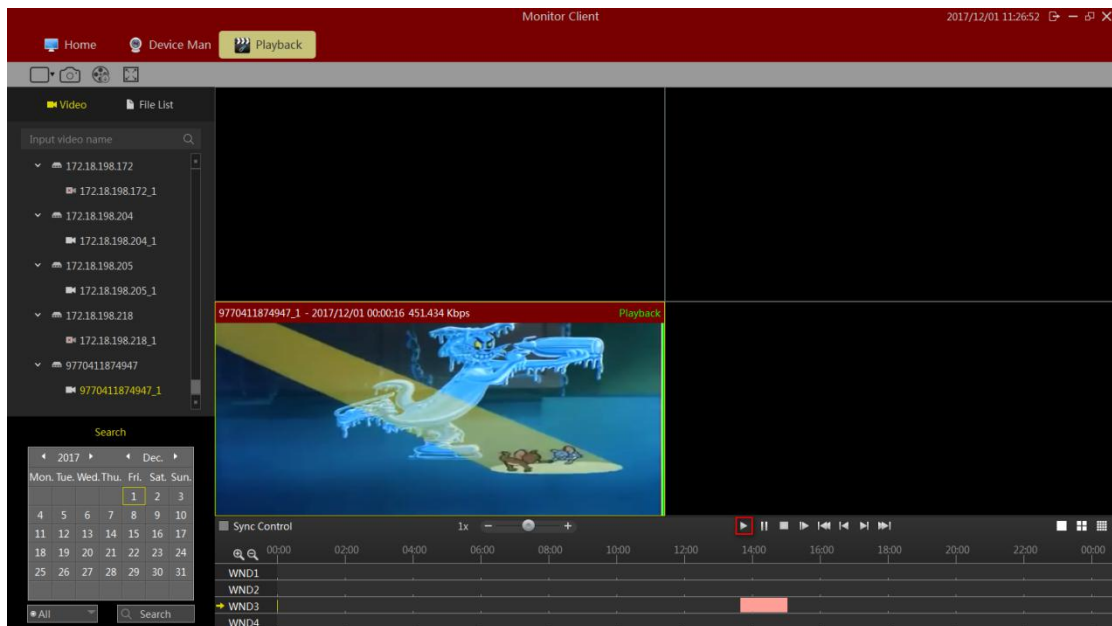 Monitor Client 2017/12/01 11:26:52
Home Device Man Playback
Video File List
Input video name
172.18.198.172
172.18.198.172_1
172.18.198.204
172.18.198.204_1
172.18.198.205
172.18.198.205_1
172.18.198.218
172.18.198.218_1
9770411874947
9770411874947_1
Search
2017 Dec.
Mon. Tue. Wed. Thu. Fri. Sat. Sun.
1 2 3
4 5 6 7 8 9 10
11 12 13 14 15 16 17
18 19 20 21 22 23 24
25 26 27 28 29 30 31
All Search
9770411874947_1 - 2017/12/01 00:00:16 451.434 Kbps Playback
Sync Control 1x
00:00 02:00 04:00 06:00 08:00 10:00 12:00 14:00 16:00 18:00 20:00 22:00 00:00
WND1
WND2
WND3
WND4